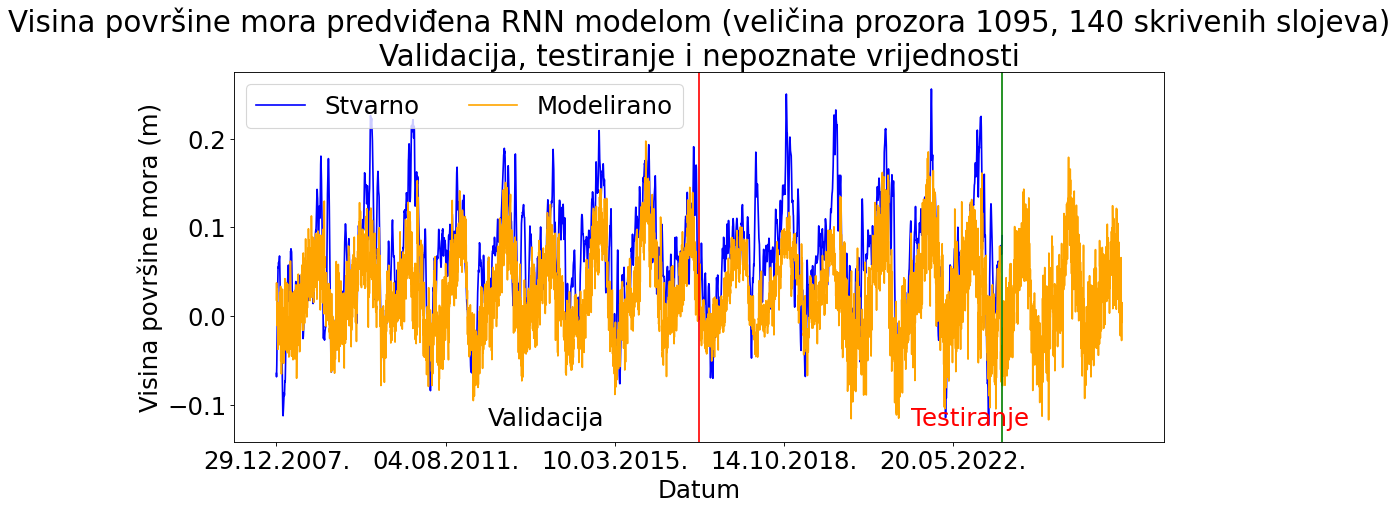 Visina površine mora predviđena RNN modelom (veličina prozora 1095, 140 skrivenih slojeva)
Validacija, testiranje i nepoznate vrijednosti
Stvarno
Modelirano
Visina površine mora (m)
0.2
0.1
0.0
−0.1
Validacija
Testiranje
29.12.2007.
04.08.2011.
10.03.2015.
14.10.2018.
20.05.2022.
Datum